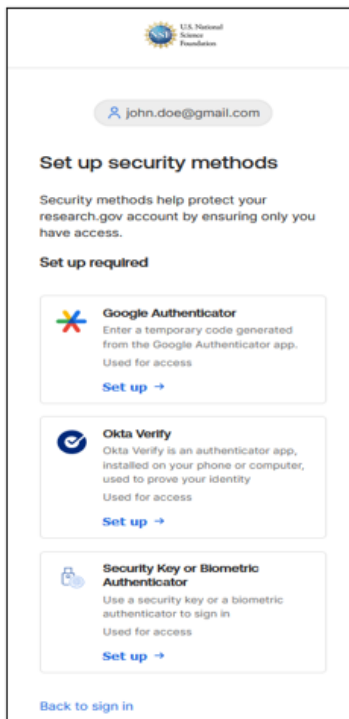 NSF
U.S. National
Science
Foundation
john.doe@gmail.com
Set up security methods
Security methods help protect your
research.gov account by ensuring only you
have access.
Set up required
Google Authenticator
Enter a temporary code generated
from the Google Authenticator app.
Used for access
Set up →
Okta Verify
Okta Verify is an authenticator app,
installed on your phone or computer,
used to prove your identity
Used for access
Set up →
Security Key or Biometric
Authenticator
Use a security key or a biometric
authenticator to sign in
Used for access
Set up →
Back to sign in